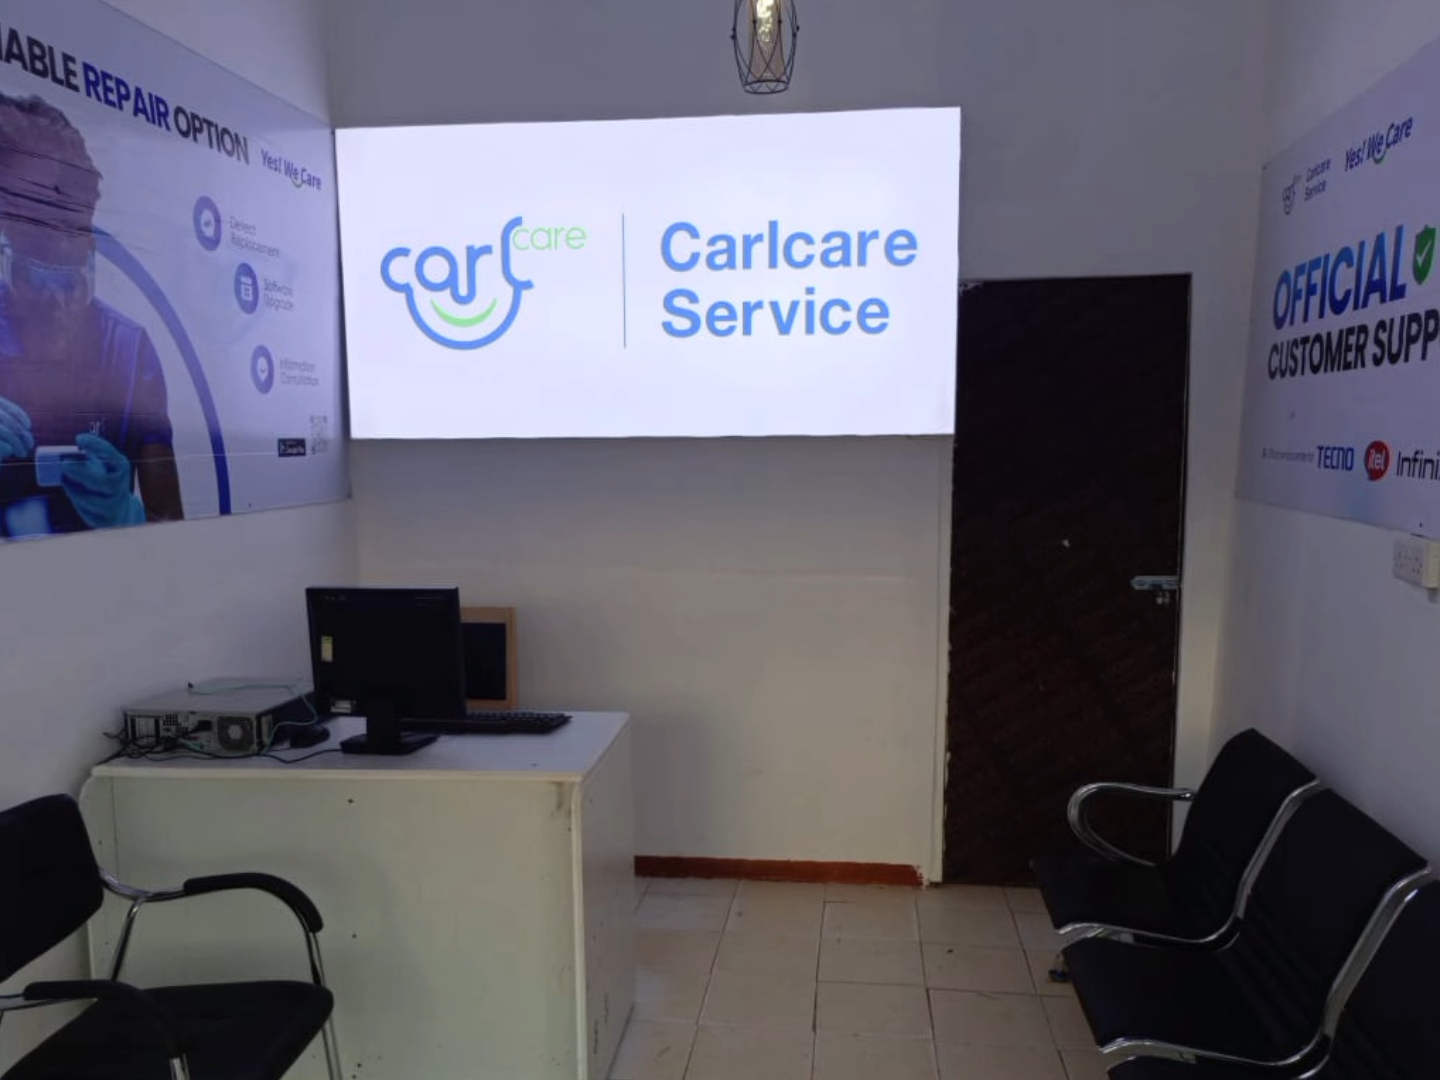 ABLE REPAIR OPTION
Yes! We Care
Defect
Replacement
Software
Upgrade
Information
Consultation
carlcare
Carlcare
Service
Carlcare
Service
Yes! We Care
OFFICIAL
CUSTOMER SUPP
TECNO
itel
Infini